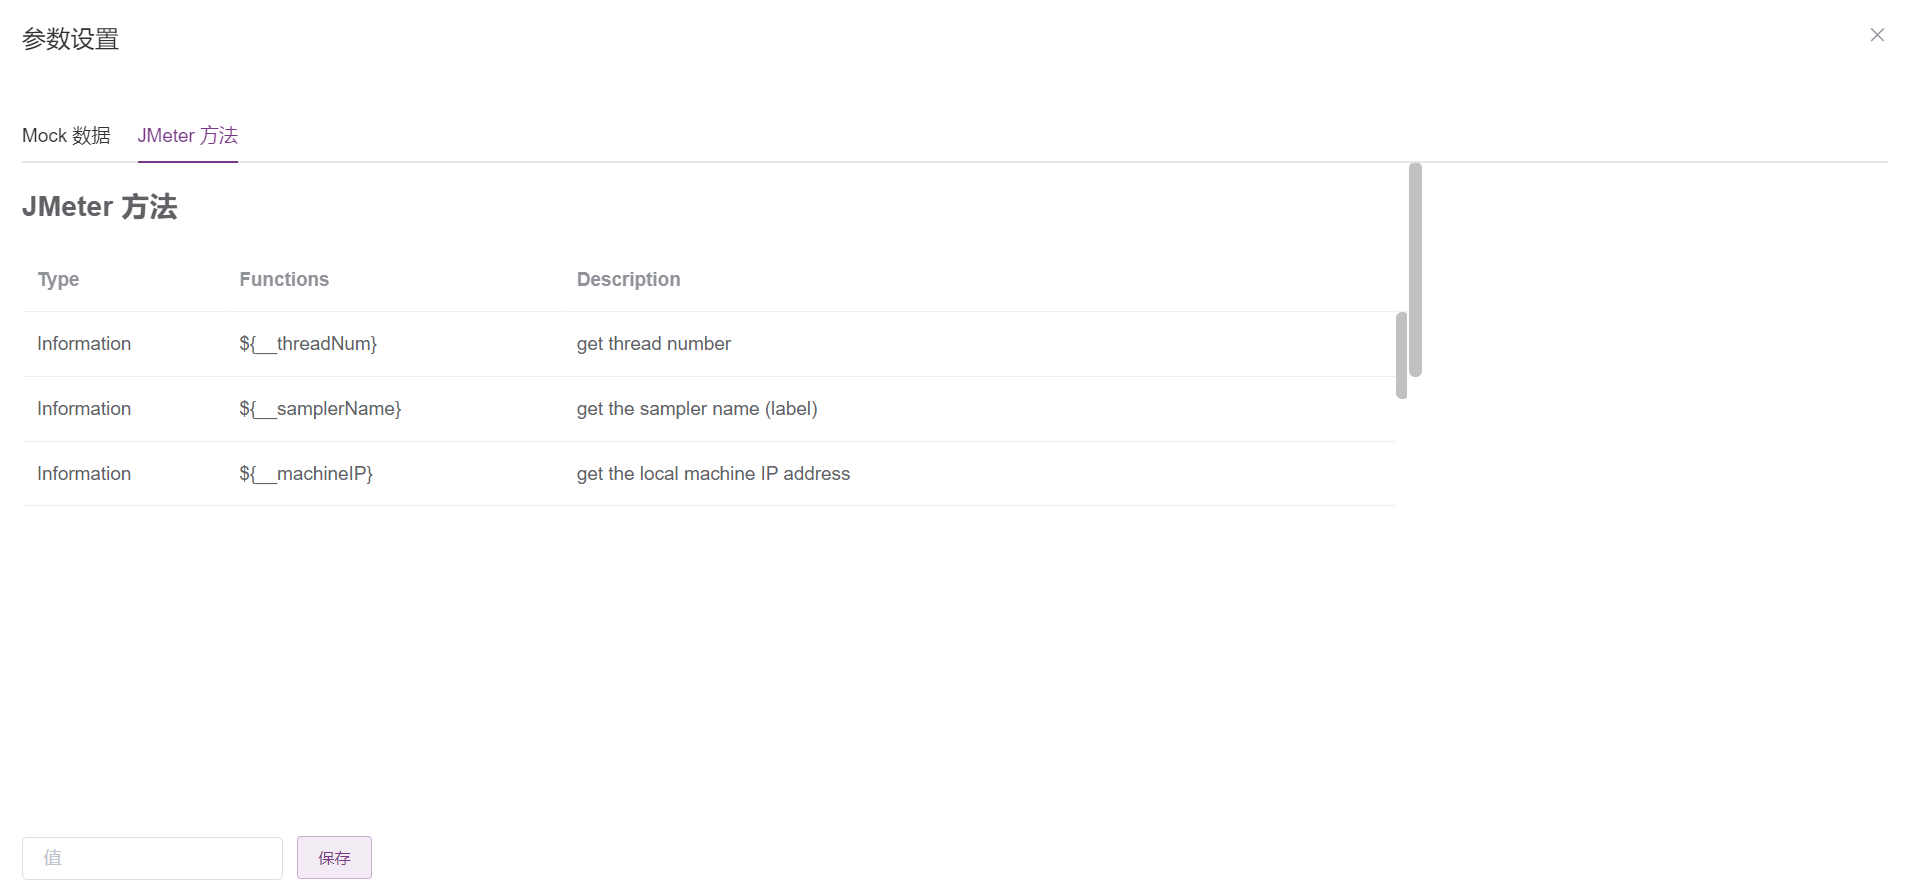 参数设置
Mock 数据 JMeter 方法
JMeter 方法
Type Functions Description
Information ${__threadNum} get thread number
Information ${__samplerName} get the sampler name (label)
Information ${__machineIP} get the local machine IP address
值 保存